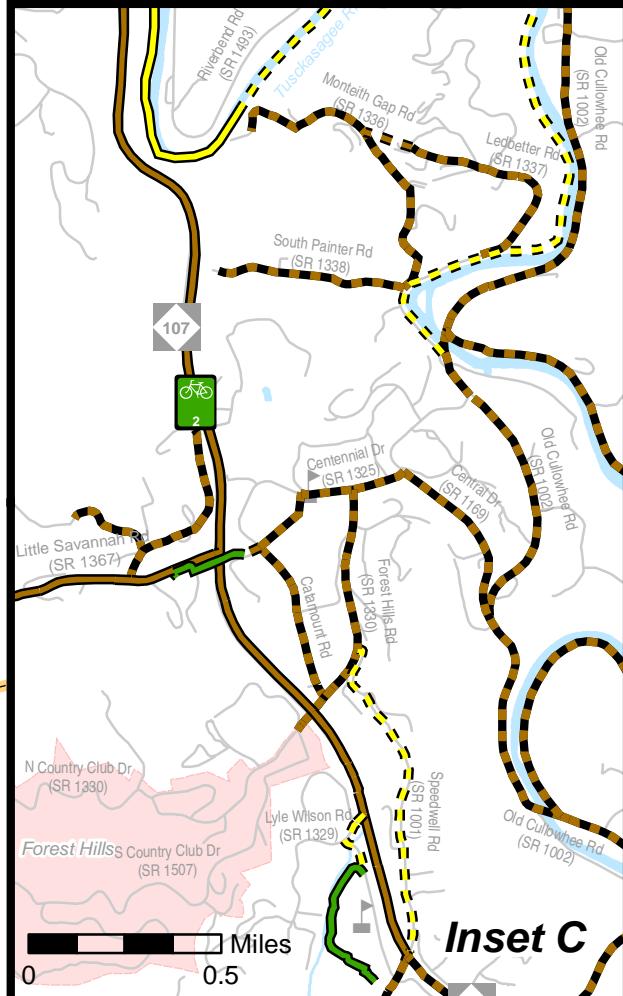 Riverbend Rd
(SR1493)
Tuckasagee R
Monteith Gap Rd
(SR 1336)
Old Cullowhee Rd
(SR 1002)
Ledbetter Rd
(SR 1337)
South Painter Rd
(SR 1338)
107
2
Centennial Dr
(SR 1325)
Central Dr
(SR 1169)
Old Cullowhee Rd
(SR 1002)
Little Savannah Rd
(SR 1367)
Catamount Rd
Forest Hills Rd
(SR 1330)
N Country Club Dr
(SR 1330)
Lyle Wilson Rd
(SR 1329)
Speedwell Rd
(SR 1001)
Forest Hills
S Country Club Dr
(SR 1507)
Old Cullowhee Rd
(SR 1002)
Miles
0 0.5
Inset C